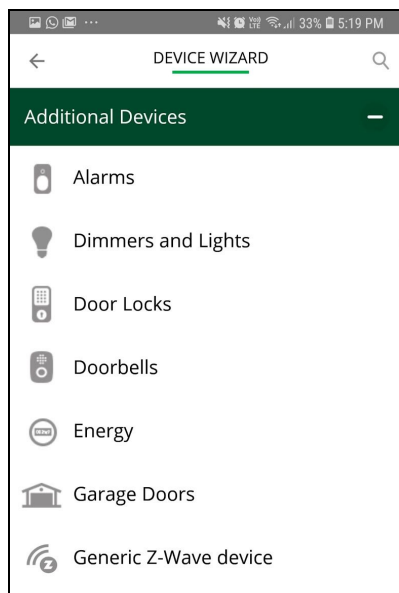 33% 5:19 PM
DEVICE WIZARD
Additional Devices
Alarms
Dimmers and Lights
Door Locks
Doorbells
Energy
Garage Doors
Generic Z-Wave device